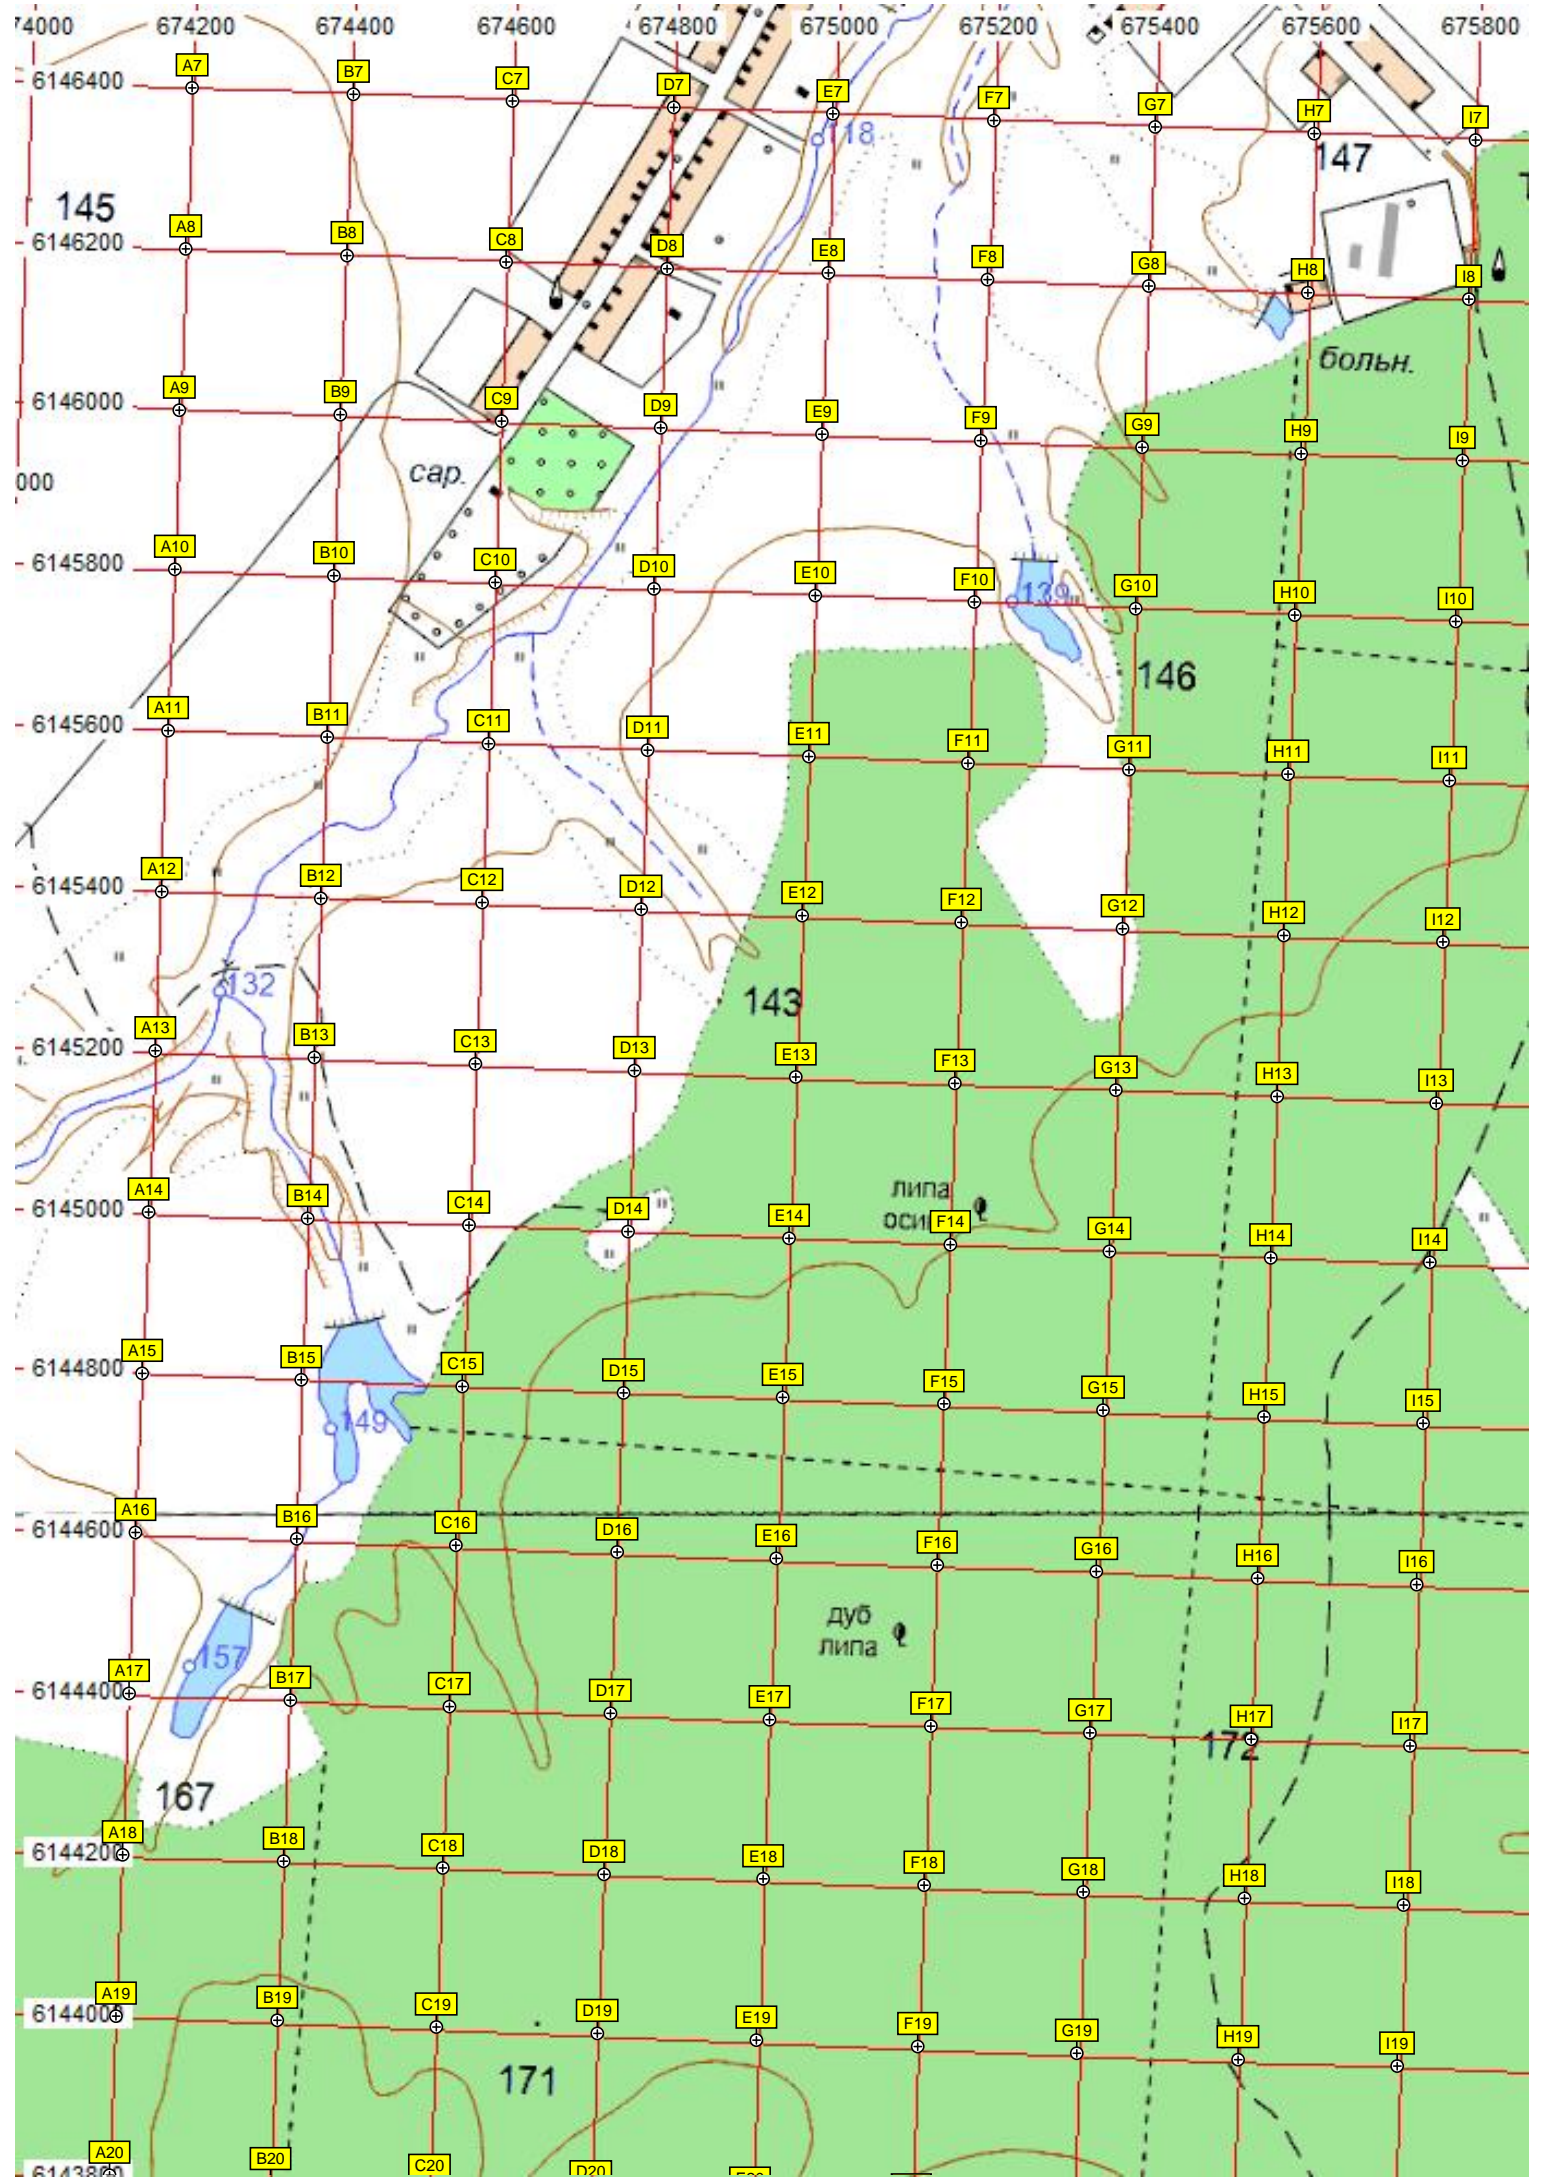 74000 674200 674400 674600 674800 675000 675200 675400 675600 675800
6146400 A7 B7 C7 D7 E7 F7 G7 H7 I7
118
147
145
6146200 A8 B8 C8 D8 E8 F8 G8 H8 I8
больн.
6146000 A9 B9 C9 D9 E9 F9 G9 H9 I9
сар.
000
6145800 A10 B10 C10 D10 E10 F10 G10 H10 I10
139
146
6145600 A11 B11 C11 D11 E11 F11 G11 H11 I11
6145400 A12 B12 C12 D12 E12 F12 G12 H12 I12
132
143
6145200 A13 B13 C13 D13 E13 F13 G13 H13 I13
липа
6145000 A14 B14 C14 D14 E14 F14 G14 H14 I14
6144800 A15 B15 C15 D15 E15 F15 G15 H15 I15
149
6144600 A16 B16 C16 D16 E16 F16 G16 H16 I16
дуб
липа
157
6144400 A17 B17 C17 D17 E17 F17 G17 H17 I17
172
167
6144200 A18 B18 C18 D18 E18 F18 G18 H18 I18
6144000 A19 B19 C19 D19 E19 F19 G19 H19 I19
171
A20 B20 C20 D20